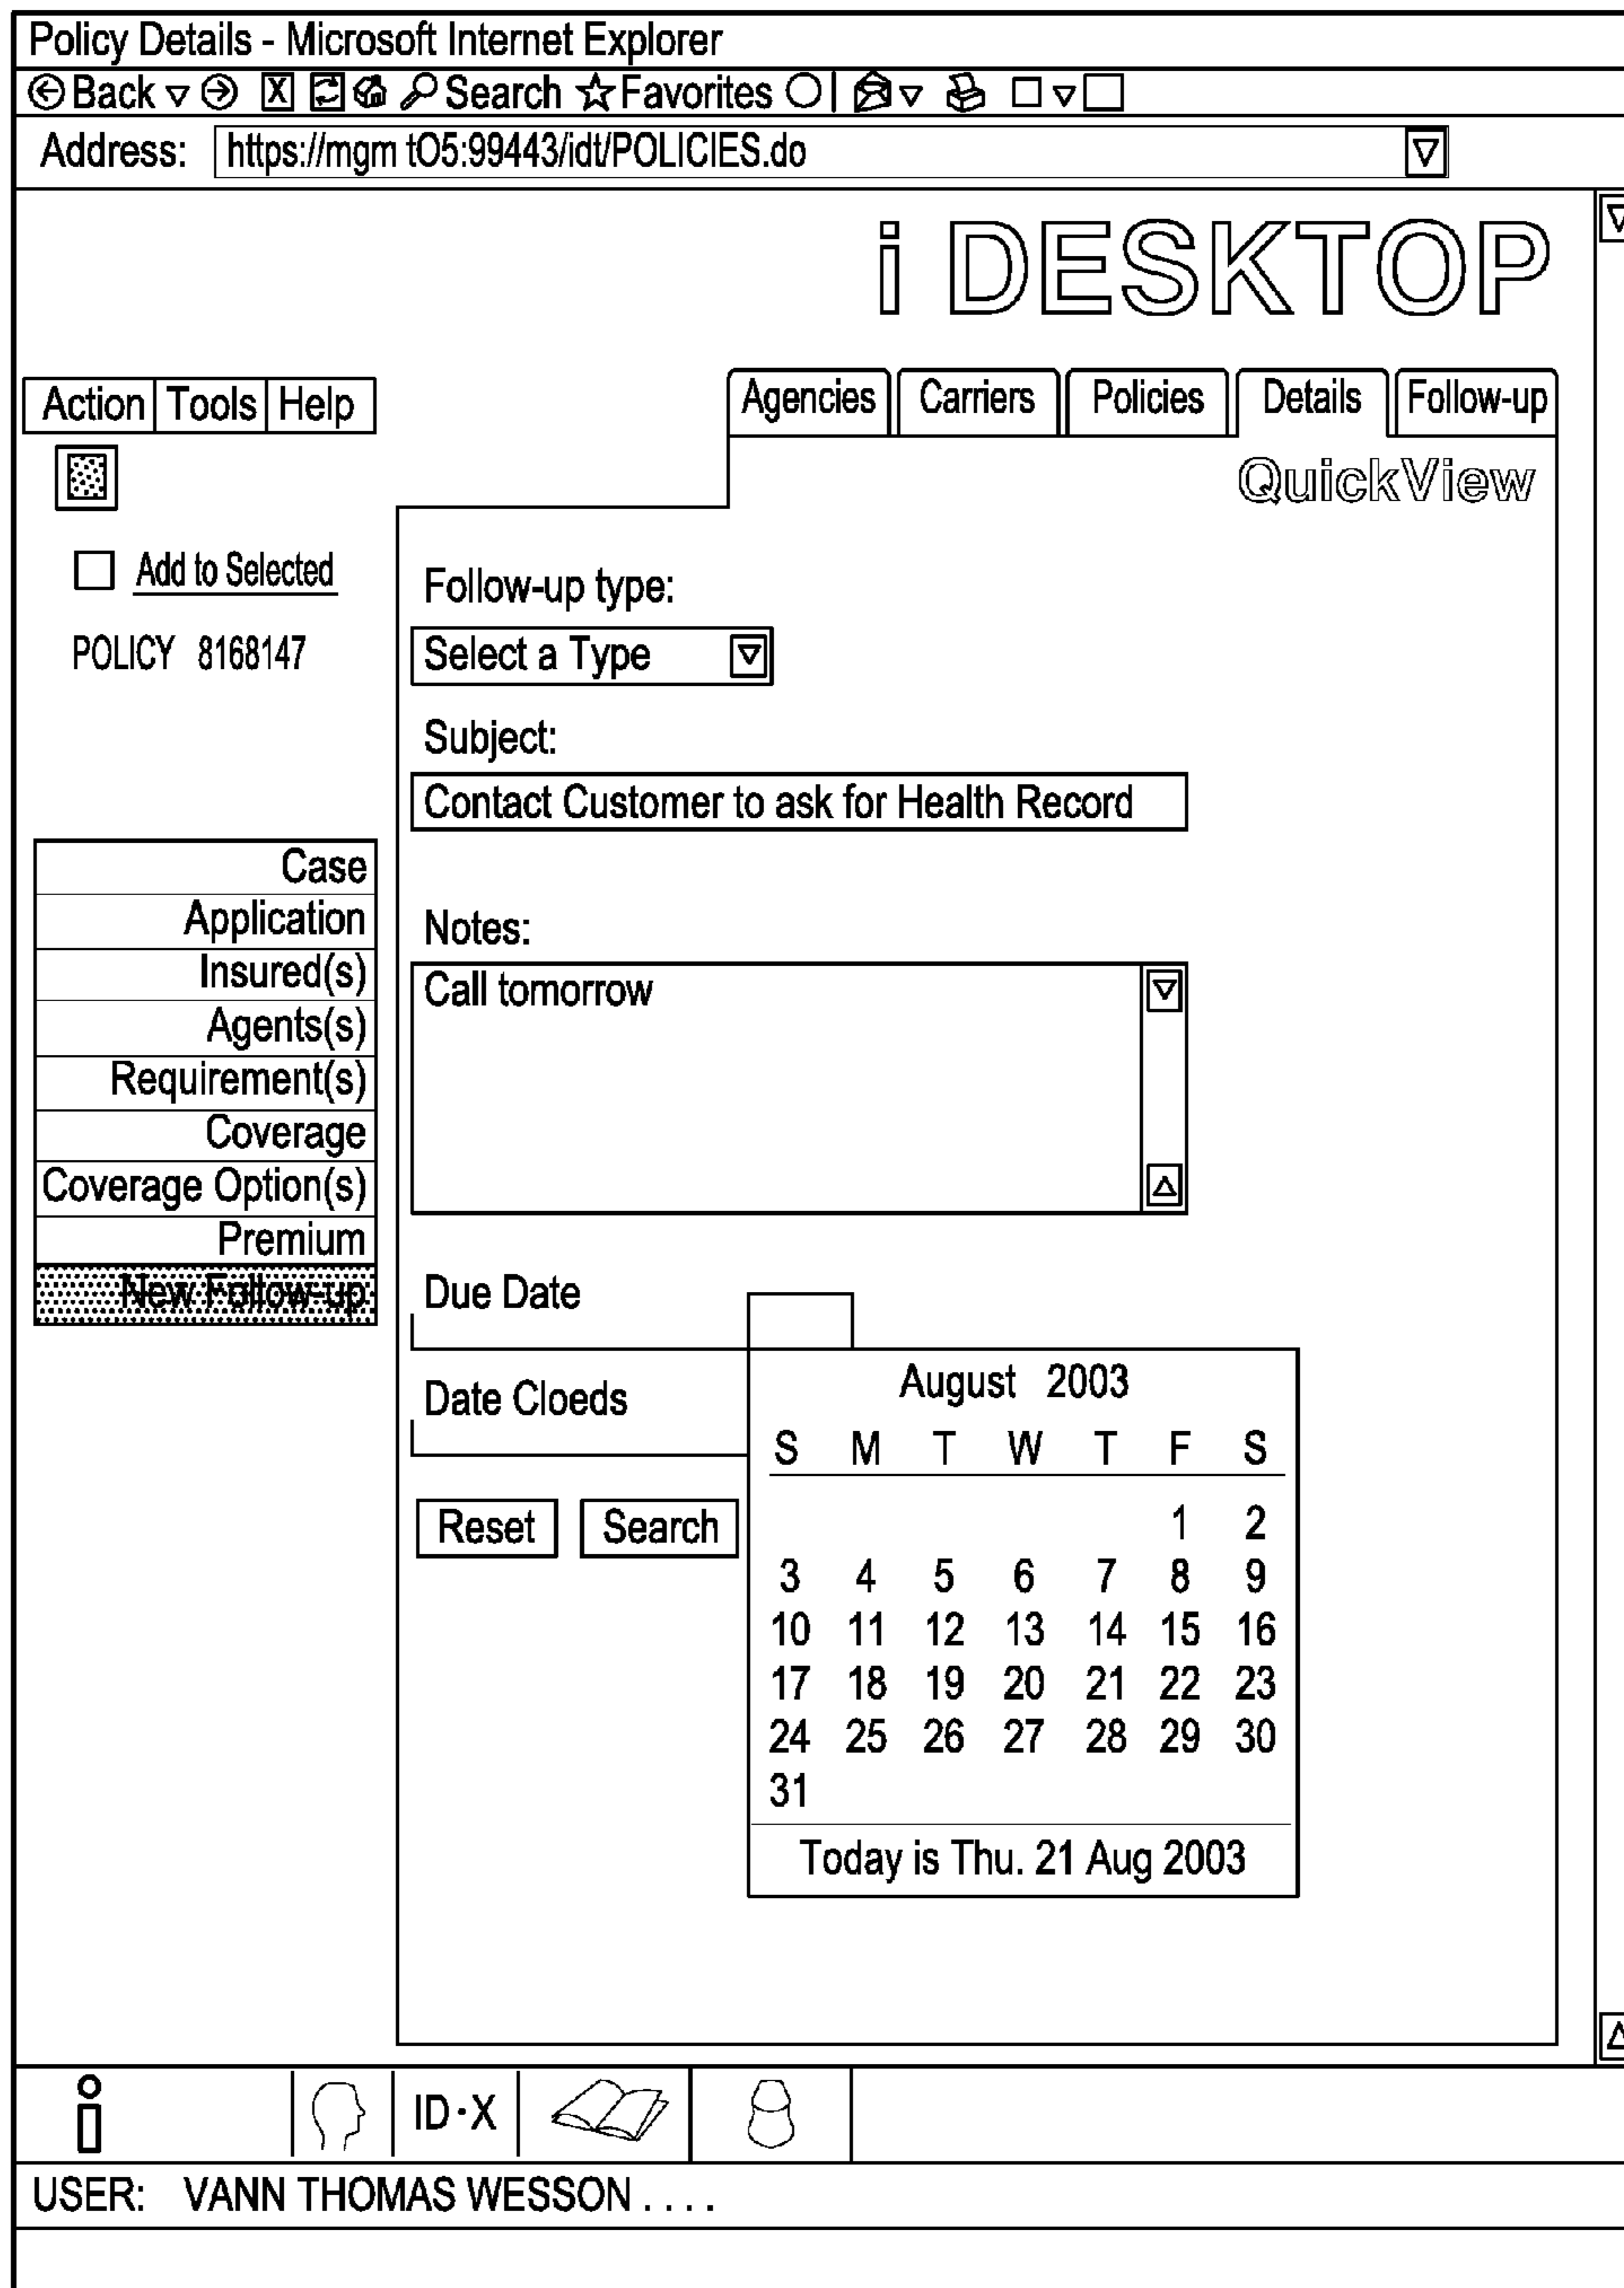 Policy Details - Microsoft Internet Explorer
Back X Search Favorites
Address: https://mgm tO5:99443/idt/POLICIES.do
i DESKTOP
Action Tools Help
Agencies Carriers Policies Details Follow-up
QuickView
Add to Selected
POLICY 8168147
Follow-up type:
Select a Type
Subject:
Contact Customer to ask for Health Record
Case
Application
Insured(s)
Agents(s)
Requirement(s)
Coverage
Coverage Option(s)
Premium
New Follow-up
Notes:
Call tomorrow
Due Date
Date Cloeds
Reset Search
August 2003
S M T W T F S
1 2
3 4 5 6 7 8 9
10 11 12 13 14 15 16
17 18 19 20 21 22 23
24 25 26 27 28 29 30
31
Today is Thu. 21 Aug 2003
i ID·X
USER: VANN THOMAS WESSON . . . .